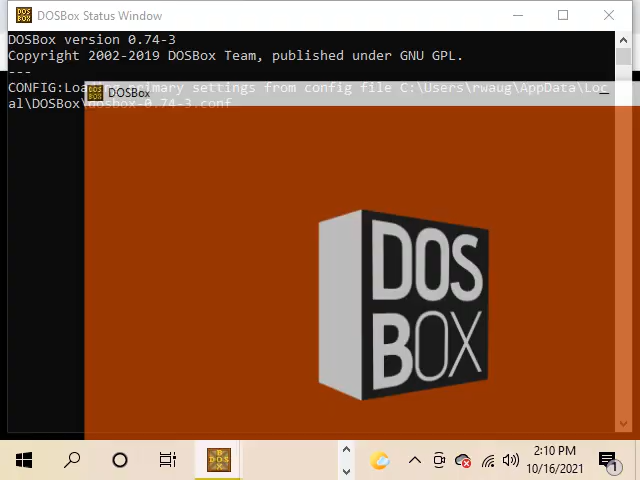 DOSBox Status Window
DOSBox version 0.74-3
Copyright 2002-2019 DOSBox Team, published under GNU GPL.
---
CONFIG:Loading primary settings from config file C:\Users\rwaug\AppData\Loc
al\DOSBox\dosbox-0.74-3.conf
DOSBox
DOS
BOX
2:10 PM
10/16/2021
1